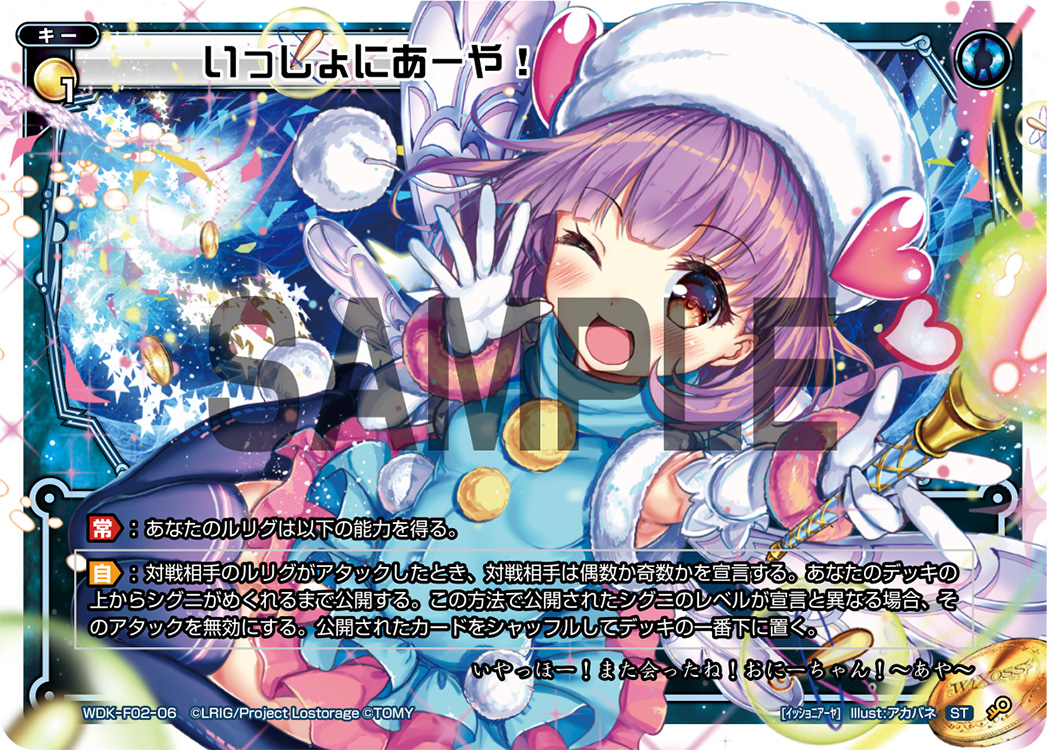 キー
1
いっしょにあーや!
SAMPLE
常:あなたのルリグは以下の能力を得る。
自:対戦相手のルリグがアタックしたとき、対戦相手は偶数か奇数かを宣言する。あなたのデッキの
上からシグニがめくれるまで公開する。この方法で公開されたシグニのレベルが宣言と異なる場合、そ
のアタックを無効にする。公開されたカードをシャッフルしてデッキの一番下に置く。
いやっほー!また会ったね!おにーちゃん!~あや~
WDK-F02-06 ©LRIG/Project Lostorage ©TOMY [イッショニアーヤ] Illust:アカバネ ST